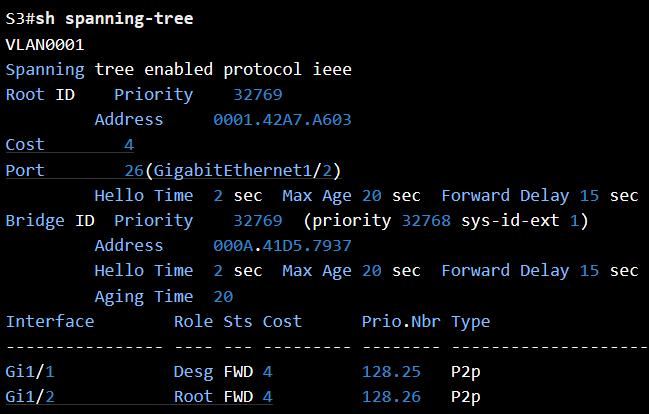 S3#sh spanning-tree
VLAN0001
Spanning tree enabled protocol ieee
Root ID    Priority    32769
         Address     0001.42A7.A603
Cost        4
Port        26(GigabitEthernet1/2)
         Hello Time  2 sec  Max Age 20 sec  Forward Delay 15 sec
Bridge ID  Priority    32769  (priority 32768 sys-id-ext 1)
         Address     000A.41D5.7937
         Hello Time  2 sec  Max Age 20 sec  Forward Delay 15 sec
         Aging Time  20
Interface        Role Sts Cost      Prio.Nbr Type
---------------- ---- --- --------- -------- --------------------
Gi1/1            Desg FWD 4         128.25   P2p
Gi1/2            Root FWD 4         128.26   P2p